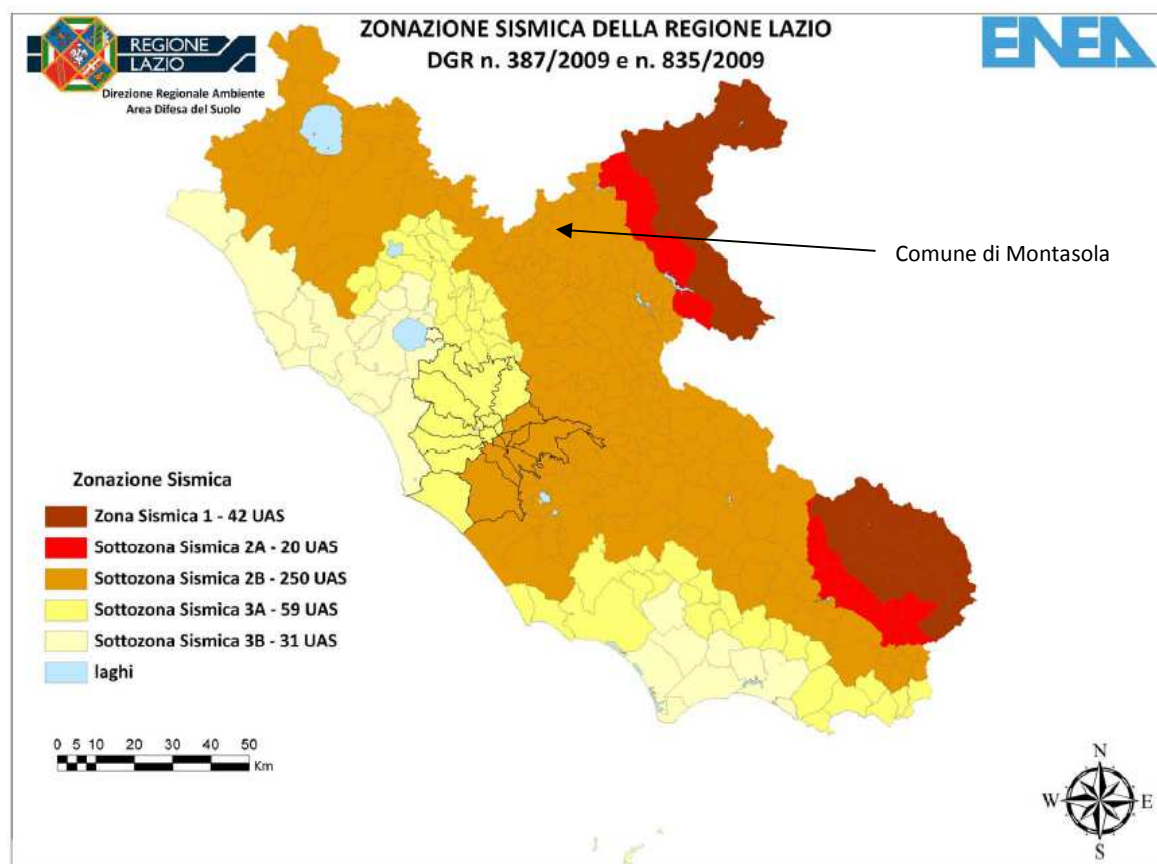 REGIONE
LAZIO
Direzione Regionale Ambiente
Area Difesa del Suolo
ZONAZIONE SISMICA DELLA REGIONE LAZIO
DGR n. 387/2009 e n. 835/2009
ENEA
Comune di Montasola
Zonazione Sismica
Zona Sismica 1 - 42 UAS
Sottozona Sismica 2A - 20 UAS
Sottozona Sismica 2B - 250 UAS
Sottozona Sismica 3A - 59 UAS
Sottozona Sismica 3B - 31 UAS
laghi
0 5 10 20 30 40 50
Km
N
W E
S